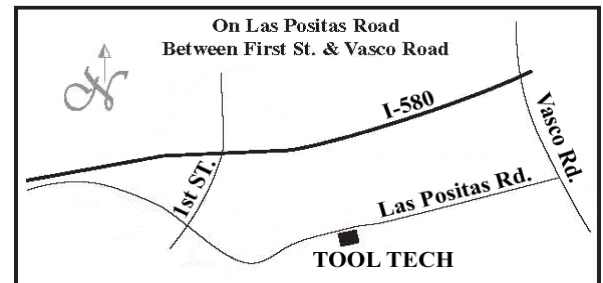 On Las Positas Road
Between First St. & Vasco Road
N
I-580
Vasco Rd.
1st ST.
Las Positas Rd.
TOOL TECH